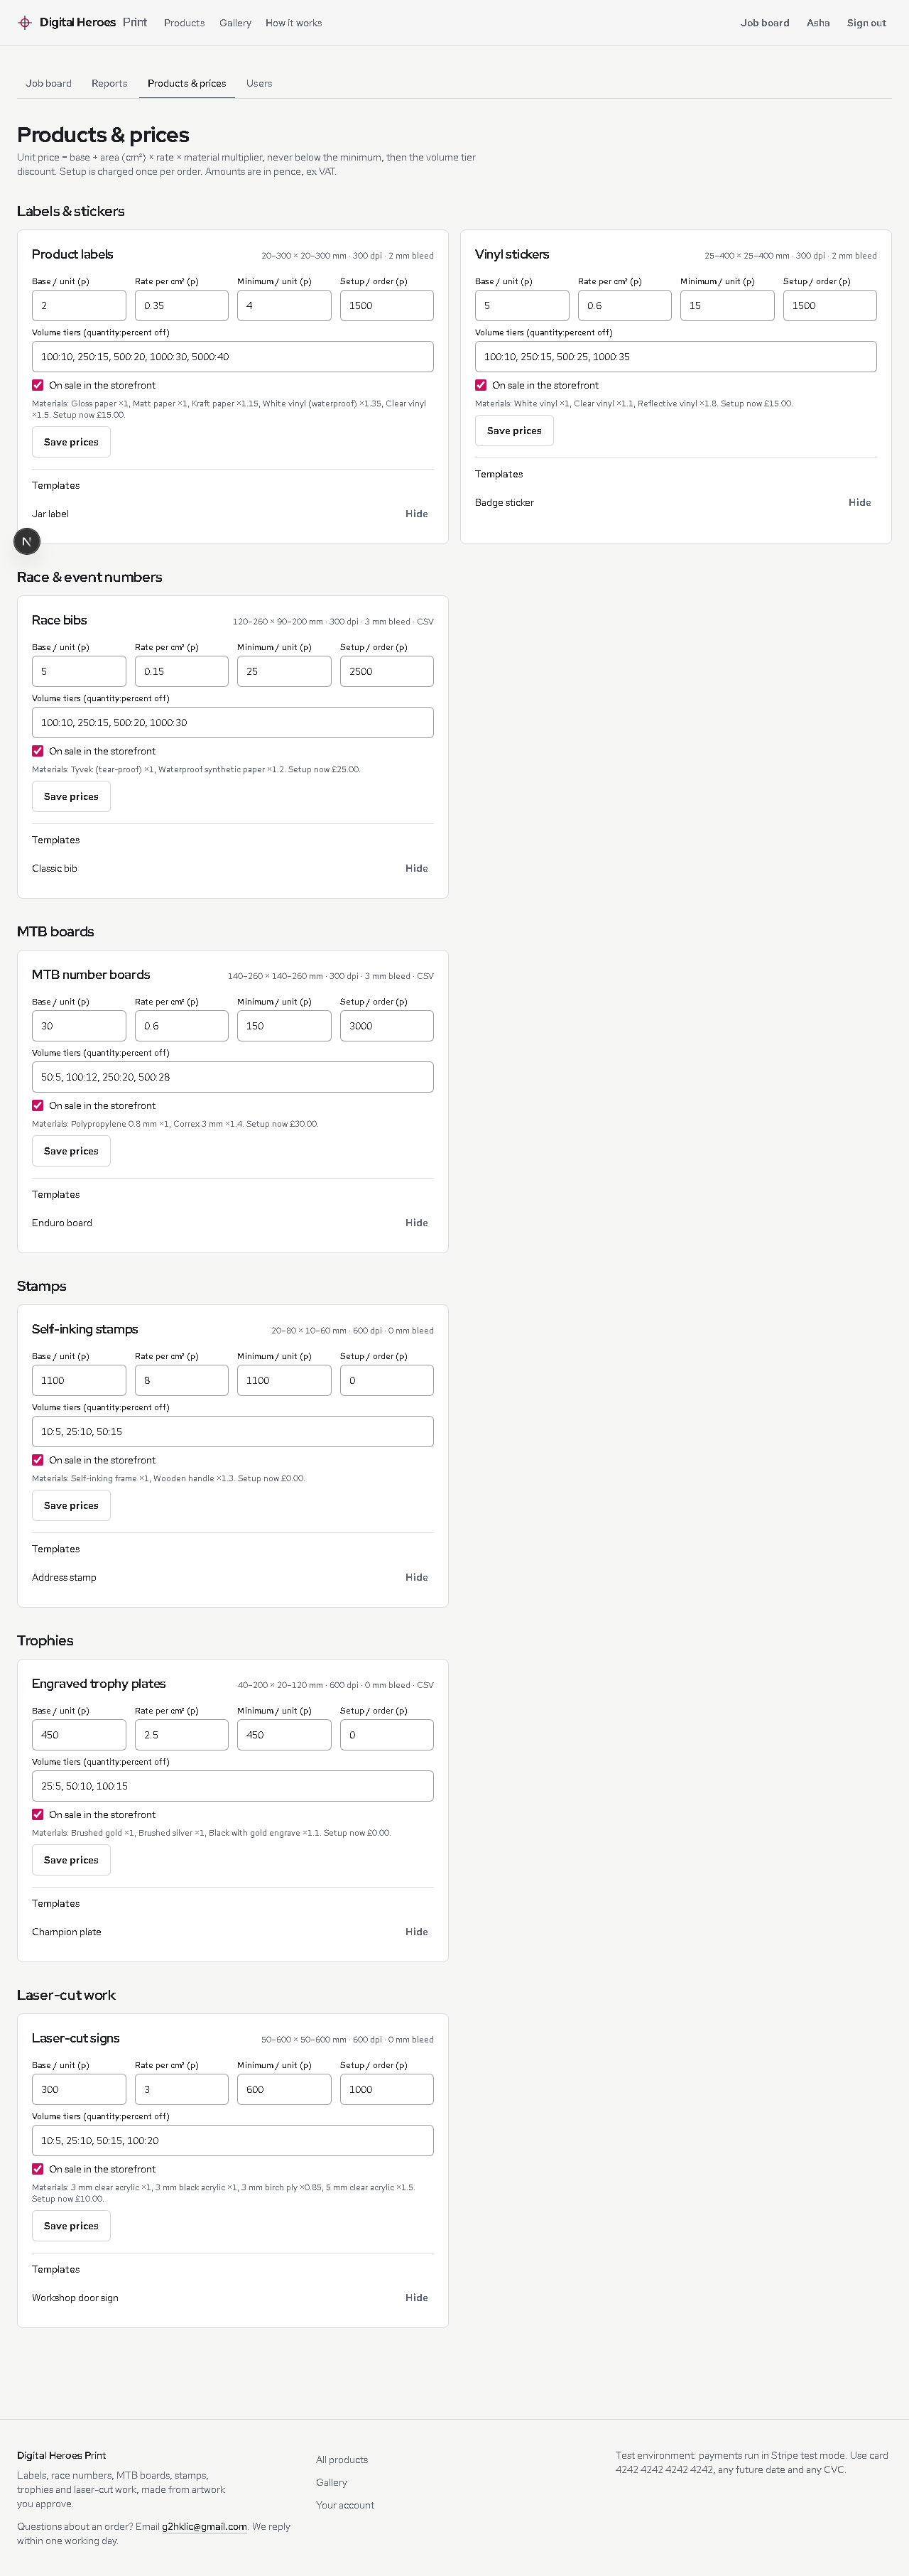 Digital Heroes Print Products Gallery How it works Job board Asha Sign out
Job board Reports Products & prices Users
Products & prices
Unit price = base + area (cm²) × rate × material multiplier, never below the minimum, then the volume tier
discount. Setup is charged once per order. Amounts are in pence, ex VAT.
Labels & stickers
Product labels 20–300 × 20–300 mm · 300 dpi · 2 mm bleed
Base / unit (p) Rate per cm² (p) Minimum / unit (p) Setup / order (p)
2 0.35 4 1500
Volume tiers (quantity:percent off)
100:10, 250:15, 500:20, 1000:30, 5000:40
On sale in the storefront
Materials: Gloss paper ×1, Matt paper ×1, Kraft paper ×1.15, White vinyl (waterproof) ×1.35, Clear vinyl
×1.5. Setup now £15.00.
Save prices
Templates
Jar label Hide
Vinyl stickers 25–400 × 25–400 mm · 300 dpi · 2 mm bleed
Base / unit (p) Rate per cm² (p) Minimum / unit (p) Setup / order (p)
5 0.6 15 1500
Volume tiers (quantity:percent off)
100:10, 250:15, 500:25, 1000:35
On sale in the storefront
Materials: White vinyl ×1, Clear vinyl ×1.1, Reflective vinyl ×1.8. Setup now £15.00.
Save prices
Templates
Badge sticker Hide
N
Race & event numbers
Race bibs 120–260 × 90–200 mm · 300 dpi · 3 mm bleed · CSV
Base / unit (p) Rate per cm² (p) Minimum / unit (p) Setup / order (p)
5 0.15 25 2500
Volume tiers (quantity:percent off)
100:10, 250:15, 500:20, 1000:30
On sale in the storefront
Materials: Tyvek (tear-proof) ×1, Waterproof synthetic paper ×1.2. Setup now £25.00.
Save prices
Templates
Classic bib Hide
MTB boards
MTB number boards 140–260 × 140–260 mm · 300 dpi · 3 mm bleed · CSV
Base / unit (p) Rate per cm² (p) Minimum / unit (p) Setup / order (p)
30 0.6 150 3000
Volume tiers (quantity:percent off)
50:5, 100:12, 250:20, 500:28
On sale in the storefront
Materials: Polypropylene 0.8 mm ×1, Correx 3 mm ×1.4. Setup now £30.00.
Save prices
Templates
Enduro board Hide
Stamps
Self-inking stamps 20–80 × 10–60 mm · 600 dpi · 0 mm bleed
Base / unit (p) Rate per cm² (p) Minimum / unit (p) Setup / order (p)
1100 8 1100 0
Volume tiers (quantity:percent off)
10:5, 25:10, 50:15
On sale in the storefront
Materials: Self-inking frame ×1, Wooden handle ×1.3. Setup now £0.00.
Save prices
Templates
Address stamp Hide
Trophies
Engraved trophy plates 40–200 × 20–120 mm · 600 dpi · 0 mm bleed · CSV
Base / unit (p) Rate per cm² (p) Minimum / unit (p) Setup / order (p)
450 2.5 450 0
Volume tiers (quantity:percent off)
25:5, 50:10, 100:15
On sale in the storefront
Materials: Brushed gold ×1, Brushed silver ×1, Black with gold engrave ×1.1. Setup now £0.00.
Save prices
Templates
Champion plate Hide
Laser-cut work
Laser-cut signs 50–600 × 50–600 mm · 600 dpi · 0 mm bleed
Base / unit (p) Rate per cm² (p) Minimum / unit (p) Setup / order (p)
300 3 600 1000
Volume tiers (quantity:percent off)
10:5, 25:10, 50:15, 100:20
On sale in the storefront
Materials: 3 mm clear acrylic ×1, 3 mm black acrylic ×1, 3 mm birch ply ×0.85, 5 mm clear acrylic ×1.5.
Setup now £10.00.
Save prices
Templates
Workshop door sign Hide
Digital Heroes Print
Labels, race numbers, MTB boards, stamps,
trophies and laser-cut work, made from artwork
you approve.
Questions about an order? Email g2hklic@gmail.com. We reply
within one working day.
All products
Gallery
Your account
Test environment: payments run in Stripe test mode. Use card
4242 4242 4242 4242, any future date and any CVC.